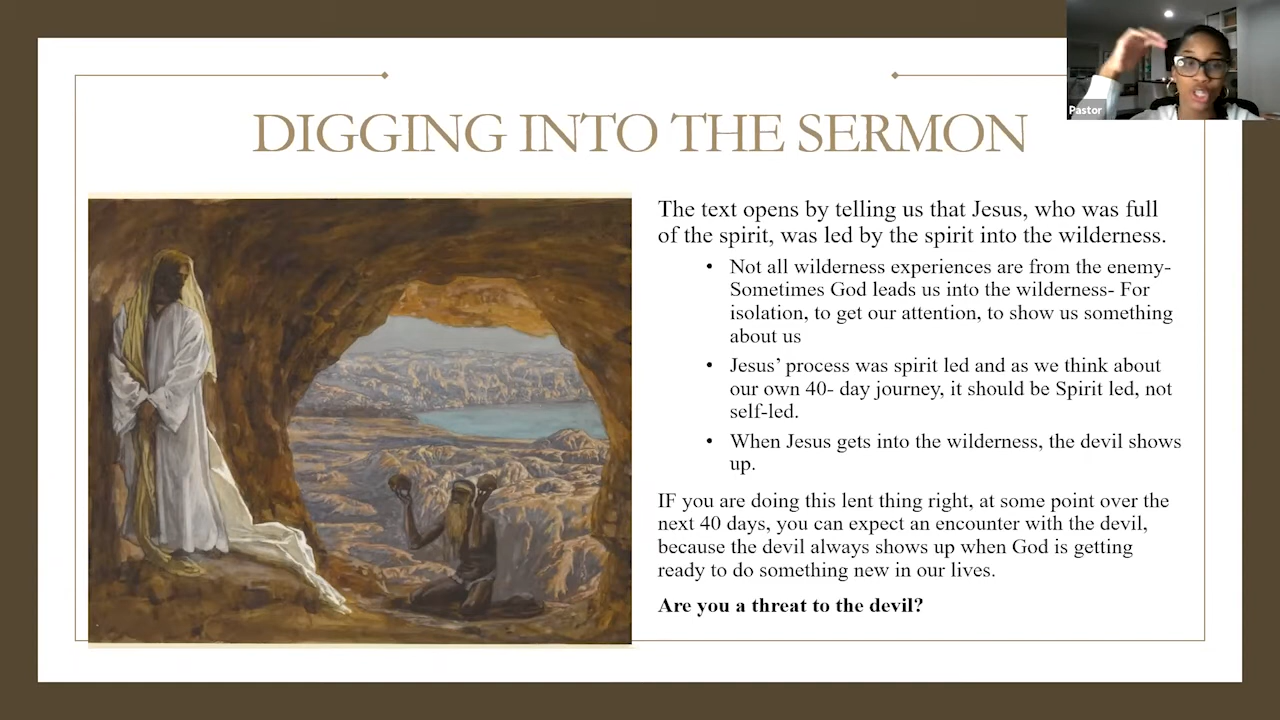 Pastor
DIGGING INTO THE SERMON
The text opens by telling us that Jesus, who was full
of the spirit, was led by the spirit into the wilderness.
• Not all wilderness experiences are from the enemy-
Sometimes God leads us into the wilderness- For
isolation, to get our attention, to show us something
about us
• Jesus’ process was spirit led and as we think about
our own 40- day journey, it should be Spirit led, not
self-led.
• When Jesus gets into the wilderness, the devil shows
up.
IF you are doing this lent thing right, at some point over the
next 40 days, you can expect an encounter with the devil,
because the devil always shows up when God is getting
ready to do something new in our lives.
Are you a threat to the devil?